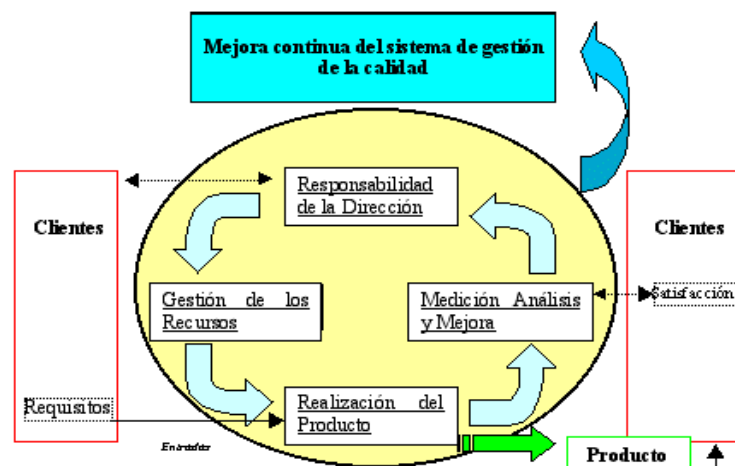 Mejora continua del sistema de gestión
de la calidad
Responsabilidad
de la Dirección
Clientes
Clientes
Gestión de los
Recursos
Medición Análisis
y Mejora
Satisfacción
Requisitos
Realización del
Producto
Entradas
Producto